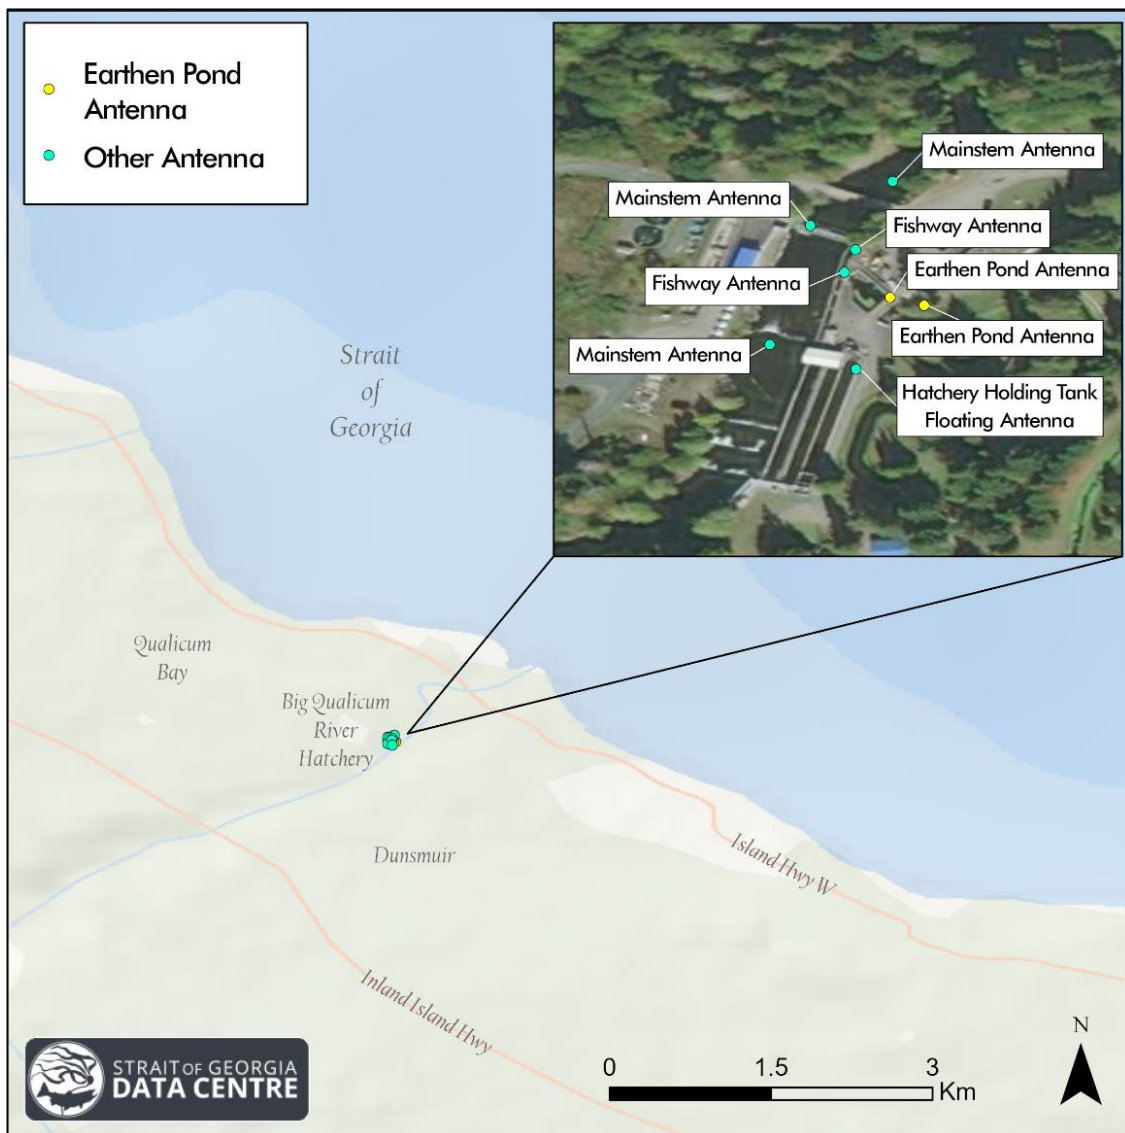 Earthen Pond
Antenna
Other Antenna
Mainstem Antenna
Mainstem Antenna
Fishway Antenna
Earthen Pond Antenna
Fishway Antenna
Earthen Pond Antenna
Mainstem Antenna
Hatchery Holding Tank
Floating Antenna
Strait
of
Georgia
Qualicum
Bay
Big Qualicum
River
Hatchery
Dunsmuir
Island Hwy W
Inland Island Hwy
STRAIT OF GEORGIA
DATA CENTRE
0 1.5 3
Km
N